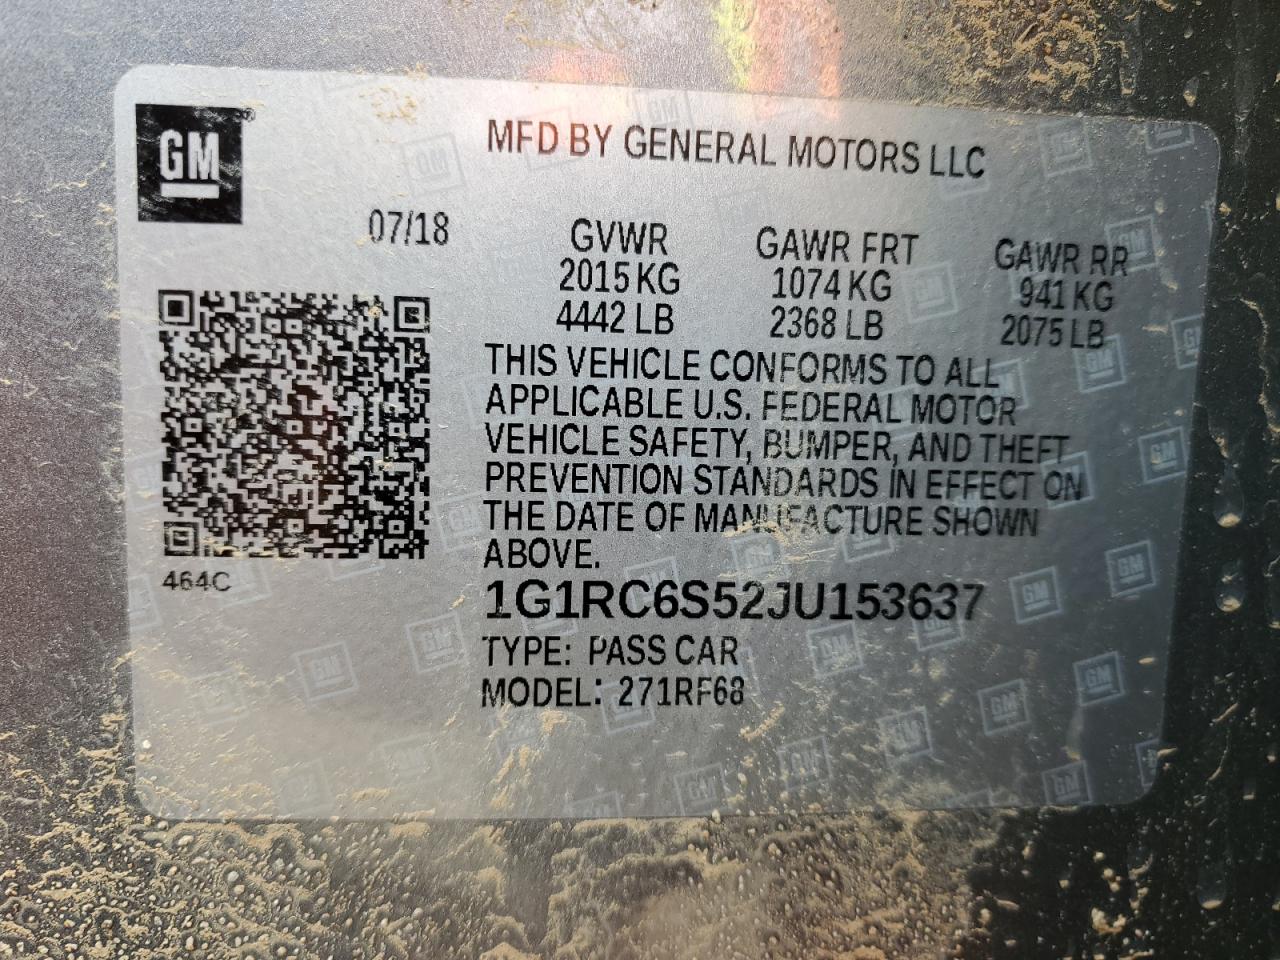 GM
MFD BY GENERAL MOTORS LLC
07/18
GVWR GAWR FRT GAWR RR
2015 KG 1074 KG 941 KG
4442 LB 2368 LB 2075 LB
THIS VEHICLE CONFORMS TO ALL
APPLICABLE U.S. FEDERAL MOTOR
VEHICLE SAFETY, BUMPER, AND THEFT
PREVENTION STANDARDS IN EFFECT ON
THE DATE OF MANUFACTURE SHOWN
ABOVE.
464C
1G1RC6S52JU153637
TYPE: PASS CAR
MODEL: 271RF68